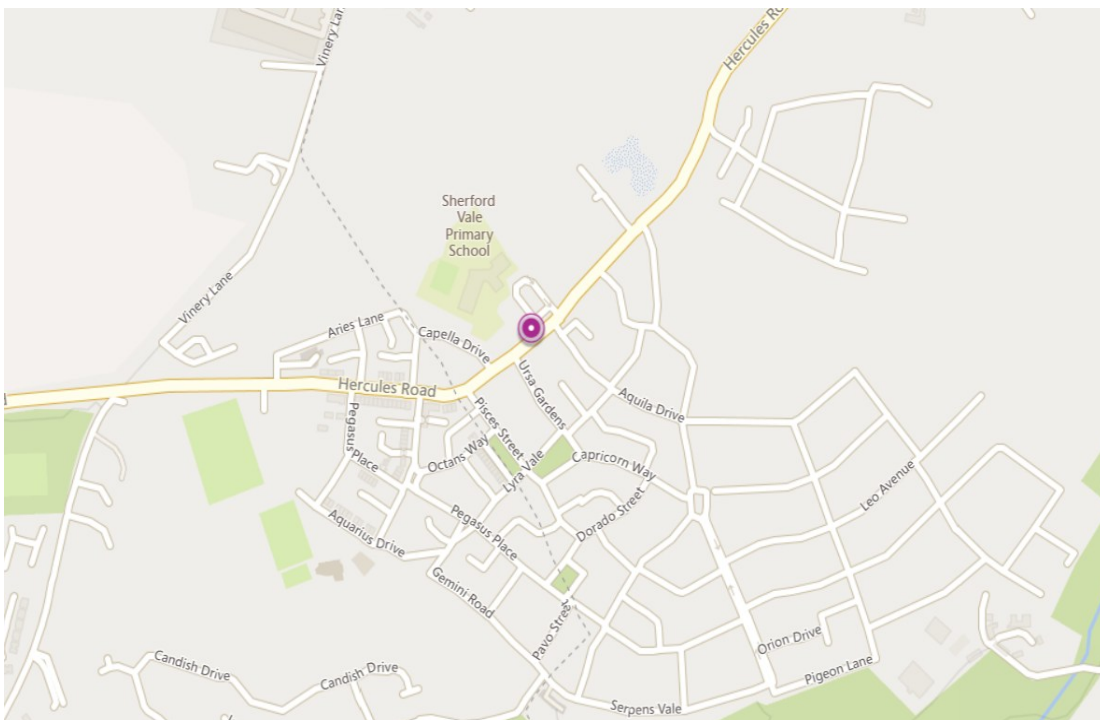 Vinery Lan
Hercules Ro
Sherford
Vale
Primary
School
Vinery Lane
Aries Lane
Capella Drive
Hercules Road
d
Ursa Gardens
Aquila Drive
Pisces Street
Pegasus
Place
Octans Way
Lyra Vale
Capricorn Way
Leo Avenue
Dorado Street
Pegasus Place
Aquarius Drive
Gemini Road
Pavo Street
Orion Drive
Candish Drive
Candish Drive
Pigeon Lane
Serpens Vale